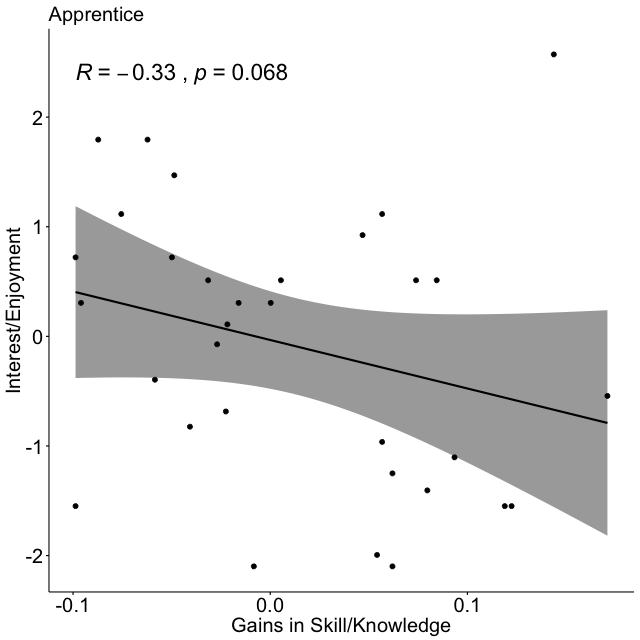 Apprentice
R = −0.33 , p = 0.068
Interest/Enjoyment
2
1
0
-1
-2
-0.1
0.0
0.1
Gains in Skill/Knowledge